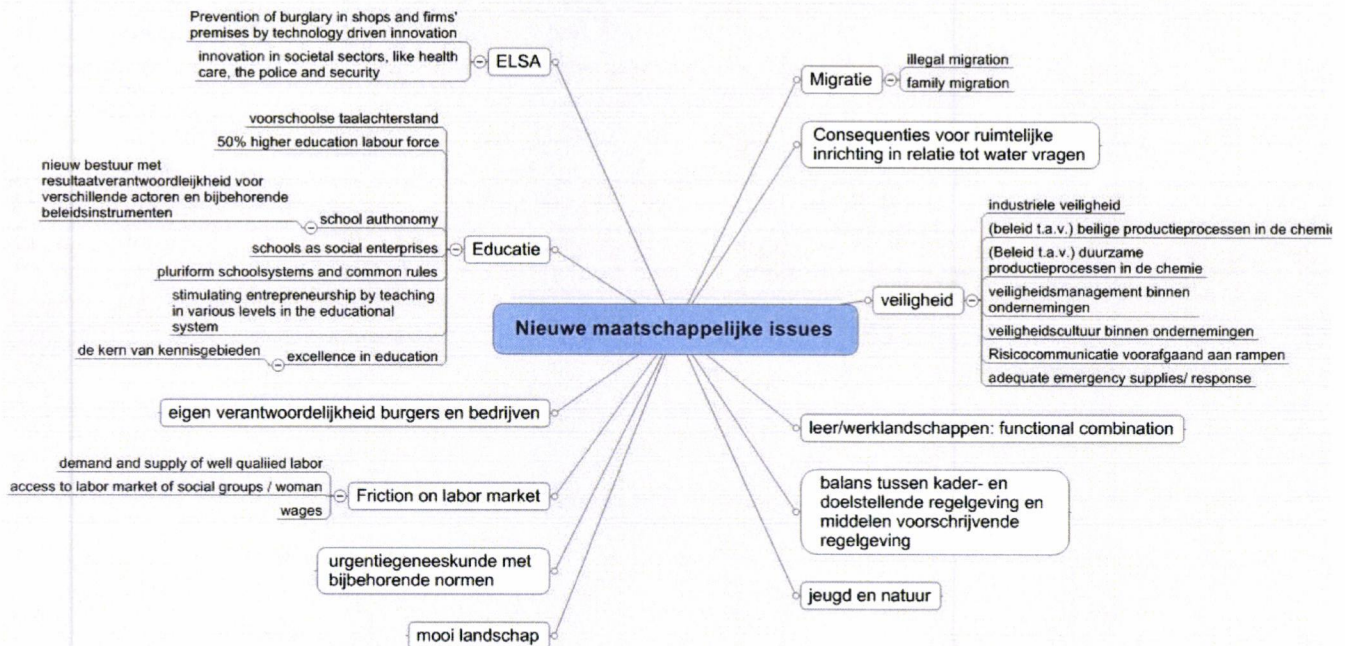 Prevention of burglary in shops and firms'
premises by technology driven innovation
innovation in societal sectors, like health
care, the police and security
ELSA
voorschoolse taalachterstand
50% higher education labour force
nieuw bestuur met
resultaatverantwoordleijkheid voor
verschillende actoren en bijbehorende
beleidsinstrumenten
school authonomy
schools as social enterprises
pluriform schoolsystems and common rules
stimulating entrepreneurship by teaching
in various levels in the educational
system
de kern van kennisgebieden
excellence in education
Educatie
eigen verantwoordelijkheid burgers en bedrijven
demand and supply of well qualiied labor
access to labor market of social groups / woman
wages
Friction on labor market
urgentiegeneeskunde met
bijbehorende normen
mooi landschap
Nieuwe maatschappelijke issues
Migratie
illegal migration
family migration
Consequenties voor ruimtelijke
inrichting in relatie tot water vragen
veiligheid
industriele veiligheid
(beleid t.a.v.) beilige productieprocessen in de chemie
(Beleid t.a.v.) duurzame
productieprocessen in de chemie
veiligheidsmanagement binnen
ondernemingen
veiligheidscultuur binnen ondernemingen
Risicocommunicatie voorafgaand aan rampen
adequate emergency supplies/ response
leer/werklandschappen: functional combination
balans tussen kader- en
doelstellende regelgeving en
middelen voorschrijvende
regelgeving
jeugd en natuur